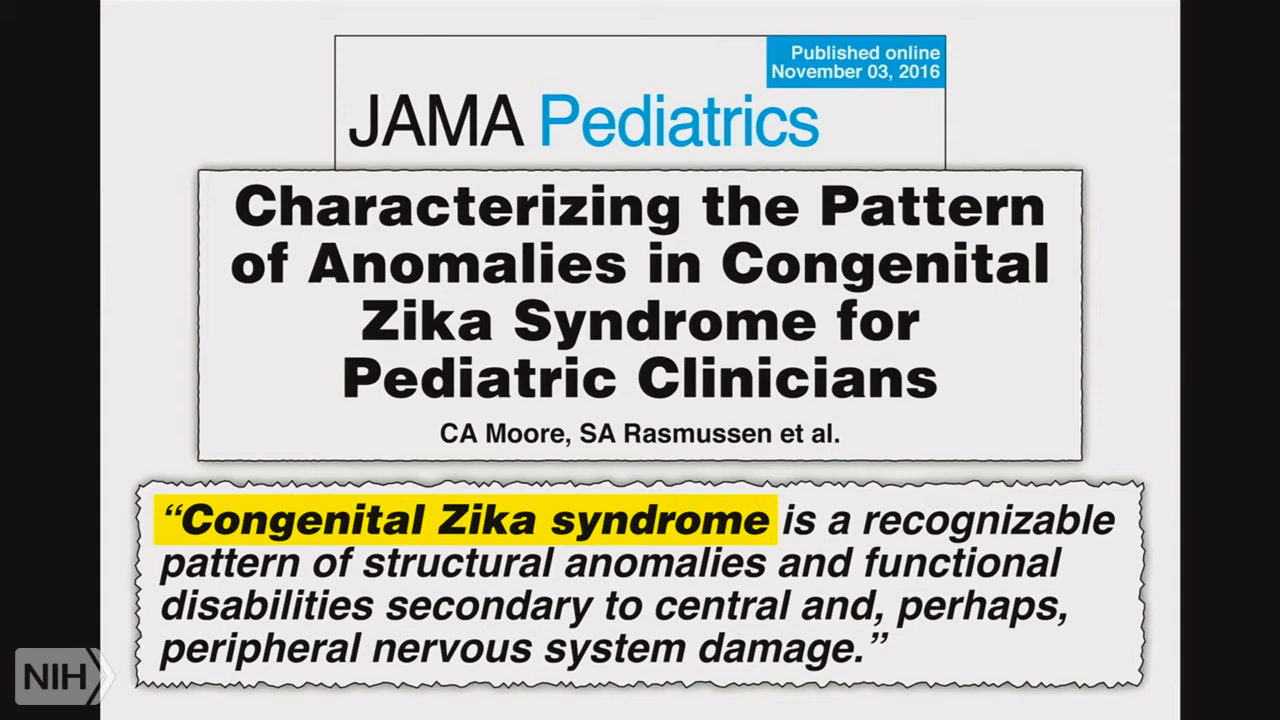 Published online
November 03, 2016
JAMA Pediatrics
Characterizing the Pattern
of Anomalies in Congenital
Zika Syndrome for
Pediatric Clinicians
CA Moore, SA Rasmussen et al.
“Congenital Zika syndrome is a recognizable
pattern of structural anomalies and functional
disabilities secondary to central and, perhaps,
peripheral nervous system damage.”
NIH